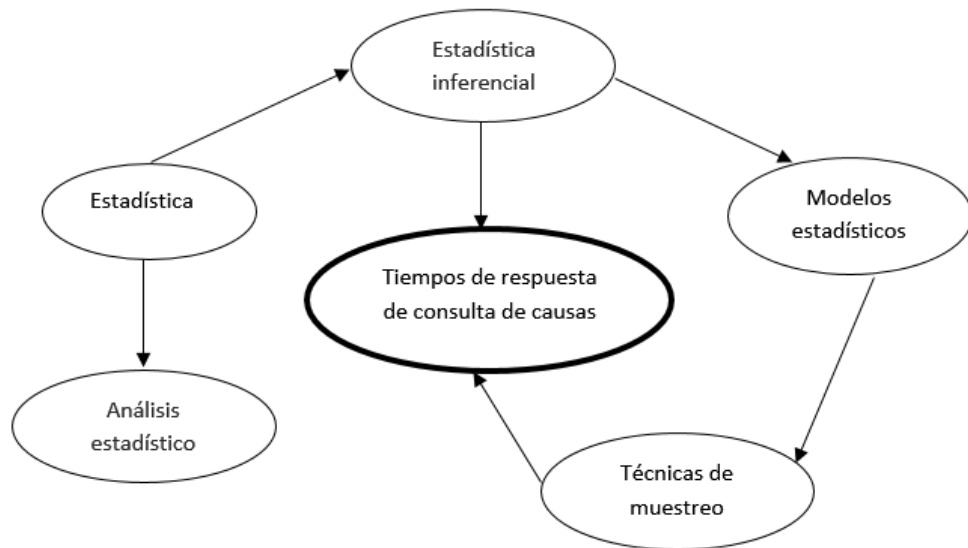 Estadística
inferencial
Estadística
Modelos
estadísticos
Tiempos de respuesta
de consulta de causas
Análisis
estadístico
Técnicas de
muestreo